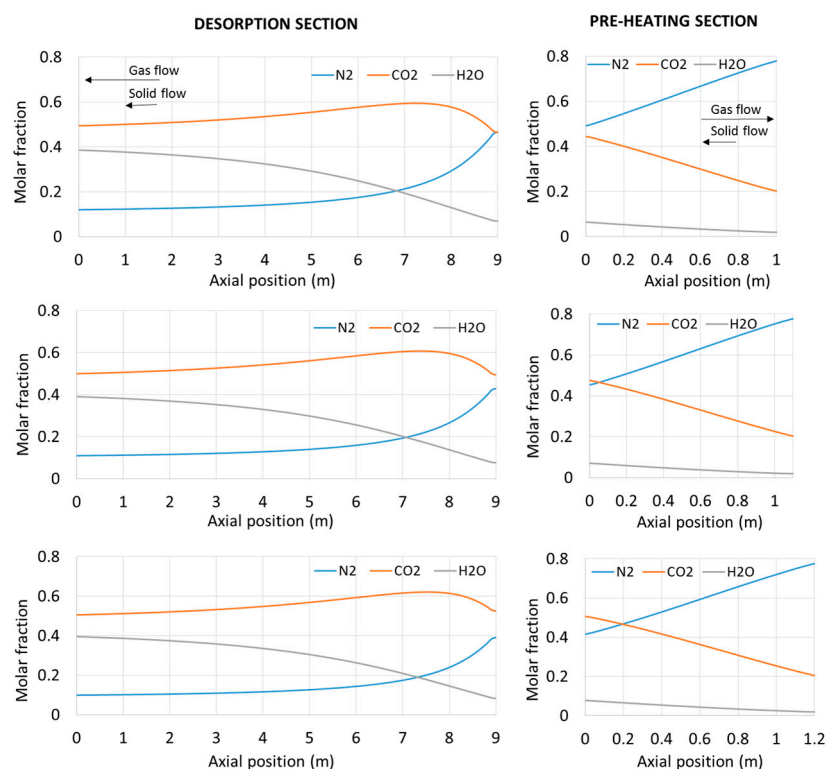 DESORPTION SECTION
PRE-HEATING SECTION
0.8
0.6
0.4
0.2
0
Molar fraction
N2 CO2 H2O
Gas flow
Solid flow
0 1 2 3 4 5 6 7 8 9
Axial position (m)
0.8
0.6
0.4
0.2
0
Molar fraction
N2 CO2 H2O
Gas flow
Solid flow
0 0.2 0.4 0.6 0.8 1
Axial position (m)
0.8
0.6
0.4
0.2
0
Molar fraction
N2 CO2 H2O
0 1 2 3 4 5 6 7 8 9
Axial position (m)
0.8
0.6
0.4
0.2
0
Molar fraction
N2 CO2 H2O
0 0.2 0.4 0.6 0.8 1
Axial position (m)
0.8
0.6
0.4
0.2
0
Molar fraction
N2 CO2 H2O
0 1 2 3 4 5 6 7 8 9
Axial position (m)
0.8
0.6
0.4
0.2
0
Molar fraction
N2 CO2 H2O
0 0.2 0.4 0.6 0.8 1 1.2
Axial position (m)